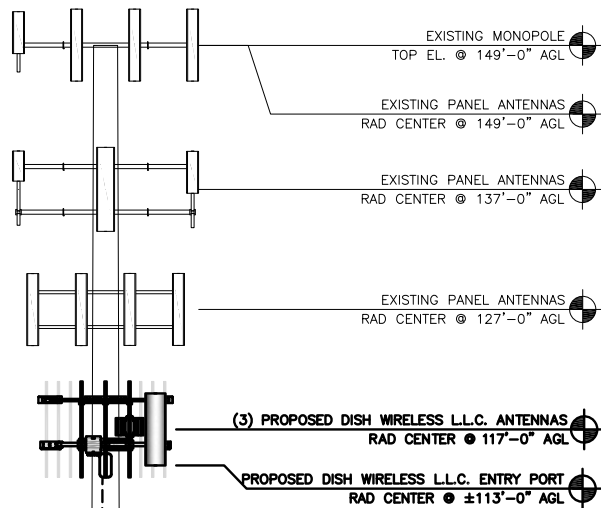 EXISTING MONOPOLE
TOP EL. @ 149'-0" AGL
EXISTING PANEL ANTENNAS
RAD CENTER @ 149'-0" AGL
EXISTING PANEL ANTENNAS
RAD CENTER @ 137'-0" AGL
EXISTING PANEL ANTENNAS
RAD CENTER @ 127'-0" AGL
(3) PROPOSED DISH WIRELESS L.L.C. ANTENNAS
RAD CENTER @ 117'-0" AGL
PROPOSED DISH WIRELESS L.L.C. ENTRY PORT
RAD CENTER @ ±113'-0" AGL